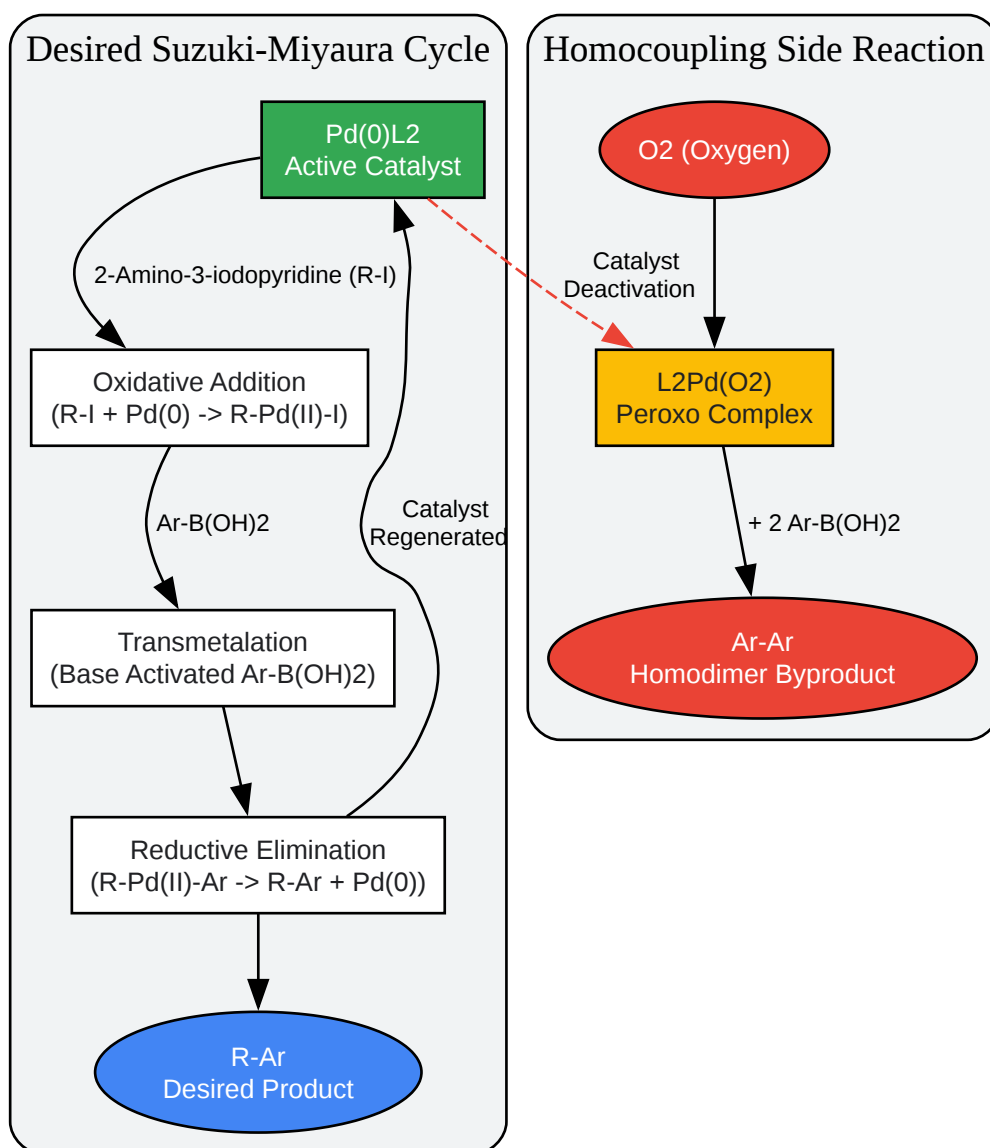 Desired Suzuki-Miyaura Cycle
Pd(0)L2
Active Catalyst
2-Amino-3-iodopyridine (R-I)
Oxidative Addition
(R-I + Pd(0) -> R-Pd(II)-I)
Ar-B(OH)2
Catalyst
Regenerated
Transmetalation
(Base Activated Ar-B(OH)2)
Reductive Elimination
(R-Pd(II)-Ar -> R-Ar + Pd(0))
R-Ar
Desired Product
Homocoupling Side Reaction
O2 (Oxygen)
Catalyst
Deactivation
L2Pd(O2)
Peroxo Complex
+ 2 Ar-B(OH)2
Ar-Ar
Homodimer Byproduct